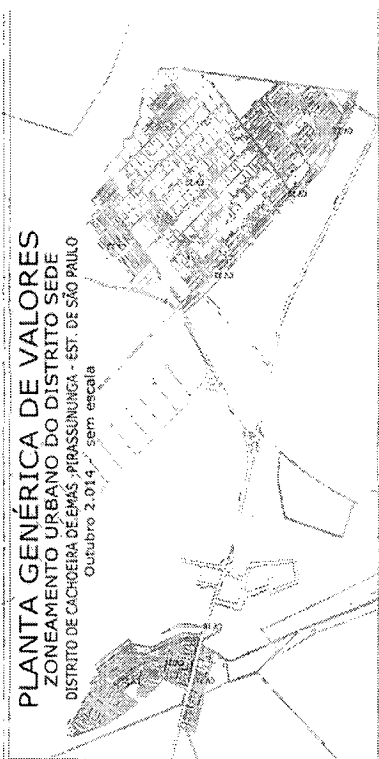 PLANTA GENÉRICA DE VALORES
ZONEAMENTO URBANO DO DISTRITO SEDE
DISTRITO DE CACHOEIRA DE EMAS - PIRASSUNUNGA - EST. DE SÃO PAULO
Outubro 2.014 - sem escala